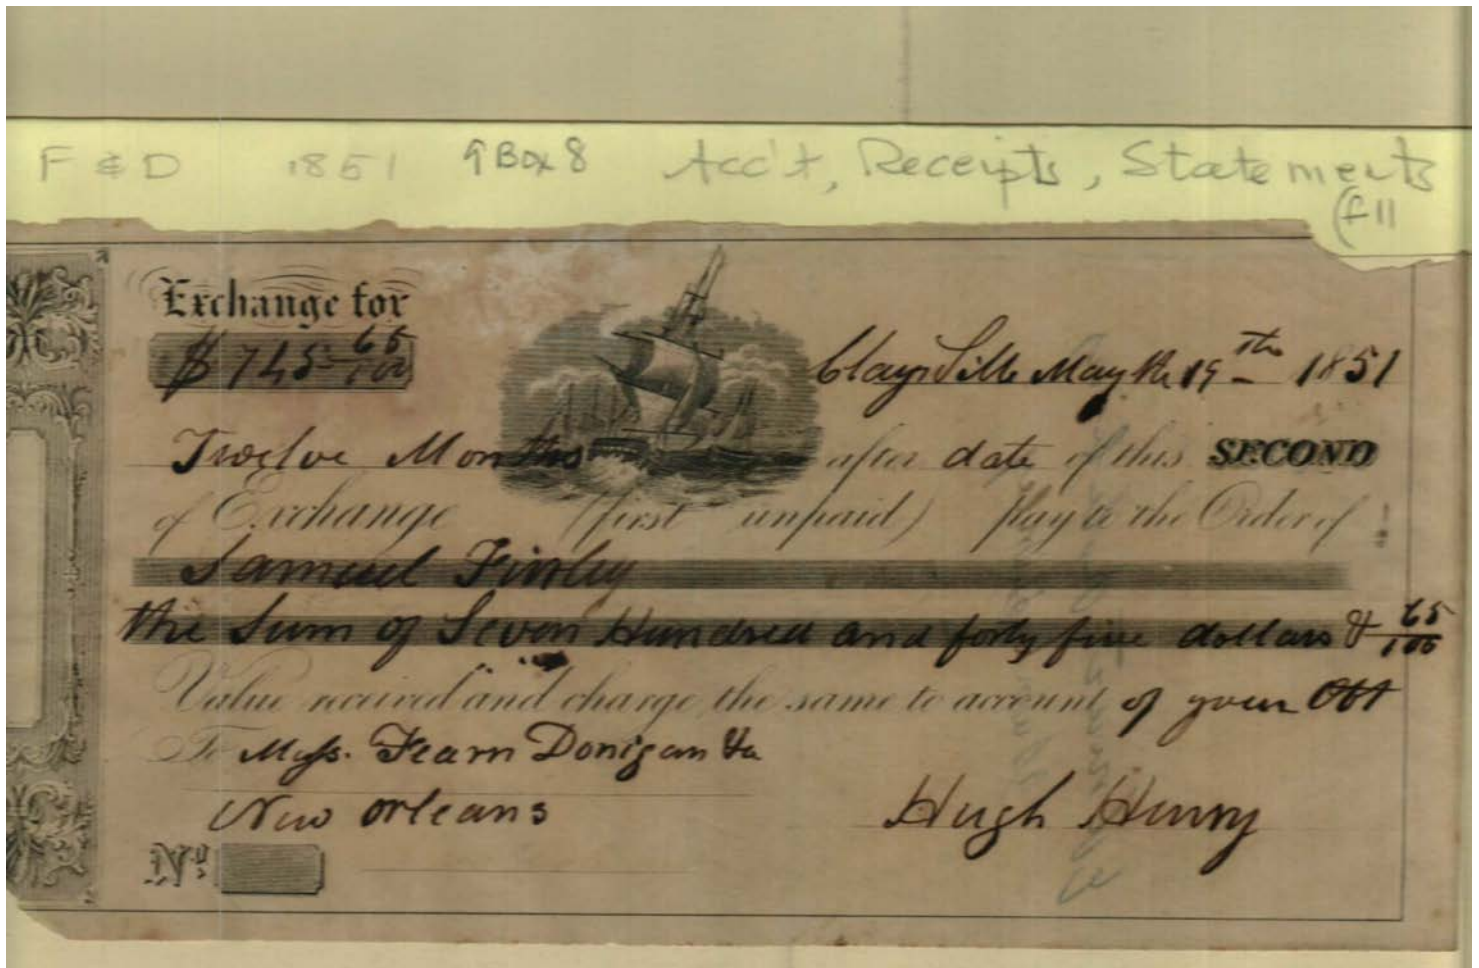 F & D 1851 9 Box 8 Acc't, Receipts, Statements
(f 11
Exchange for
$ 745 65/100
Claysville May the 19th 1851
Twelve Months after date of this SECOND
of Exchange (first unpaid) Pay to the Order of
Samuel Finley
the Sum of Seven Hundred and forty five dollars & 65/100
Value received and charge the same to account of your Obt
To Mess. Fearn Donigan & Co
New Orleans
Hugh Henry
No